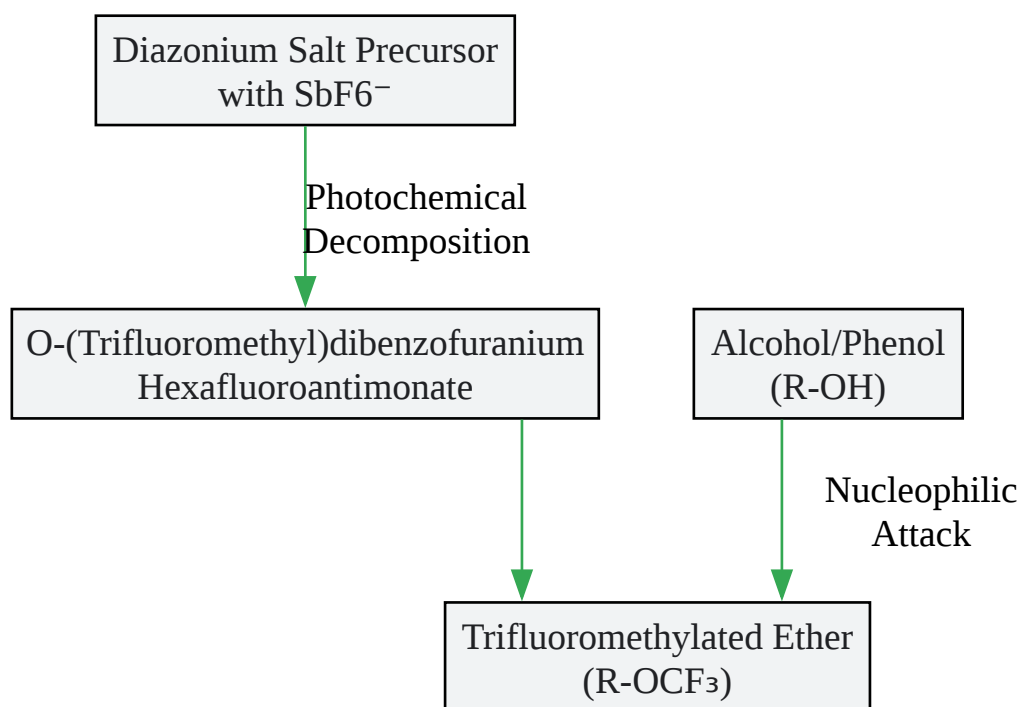 Diazonium Salt Precursor
with SbF6⁻
Photochemical
Decomposition
O-(Trifluoromethyl)dibenzofuranium
Hexafluoroantimonate
Alcohol/Phenol
(R-OH)
Nucleophilic
Attack
Trifluoromethylated Ether
(R-OCF₃)